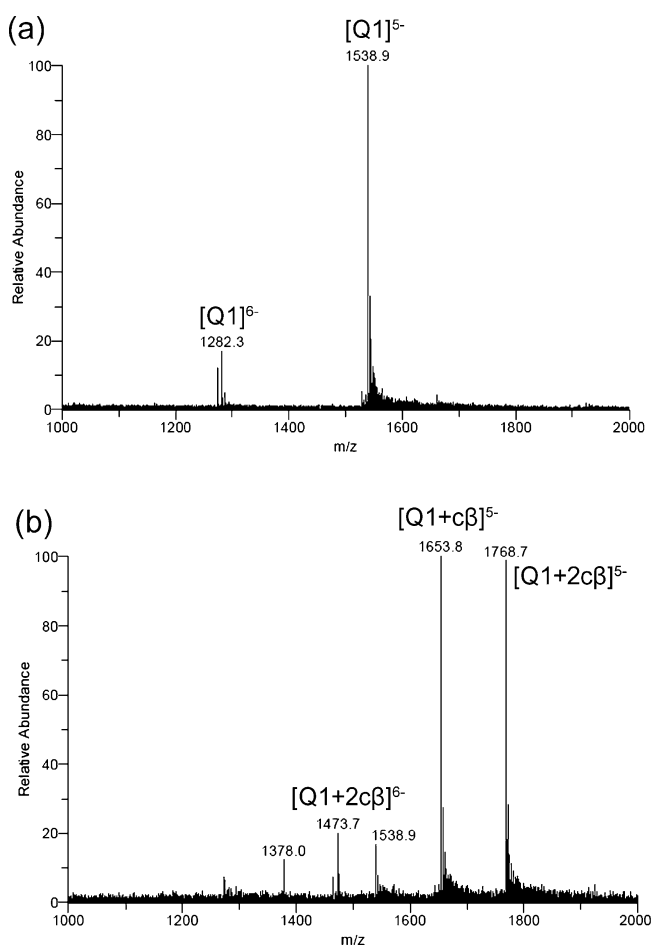 (a)
[Q1]5-
1538.9
100
80
60
40
20
0
Relative Abundance
[Q1]6-
1282.3
1000 1200 1400 1600 1800 2000
m/z
(b)
[Q1+cβ]5-
1653.8 1768.7
[Q1+2cβ]5-
100
80
60
40
20
0
Relative Abundance
[Q1+2cβ]6-
1473.7
1538.9
1378.0
1000 1200 1400 1600 1800 2000
m/z